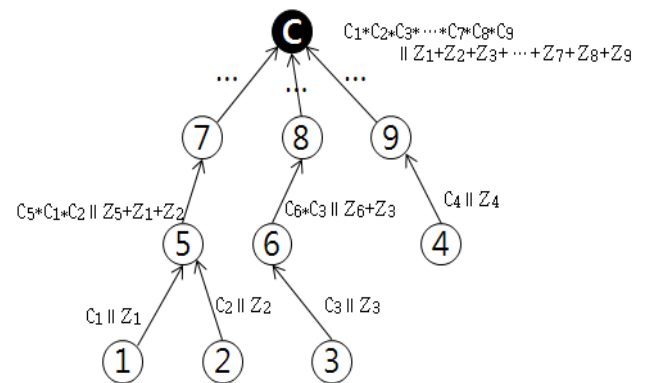 C
C₁*C₂*C₃*⋯*C₇*C₈*C₉
‖ Z₁+Z₂+Z₃+⋯+Z₇+Z₈+Z₉
... ... ...
7 8 9
C₅*C₁*C₂ ‖ Z₅+Z₁+Z₂
C₆*C₃ ‖ Z₆+Z₃
C₄ ‖ Z₄
5 6 4
C₁ ‖ Z₁
C₂ ‖ Z₂
C₃ ‖ Z₃
1 2 3